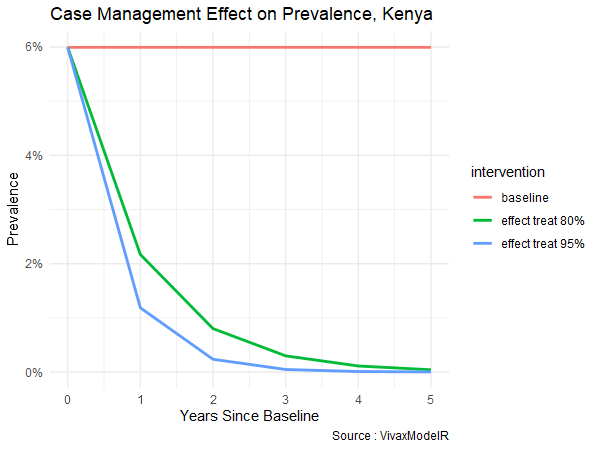 Case Management Effect on Prevalence, Kenya
6%
4%
2%
0%
Prevalence
0 1 2 3 4 5
Years Since Baseline
intervention
baseline
effect treat 80%
effect treat 95%
Source : VivaxModelR